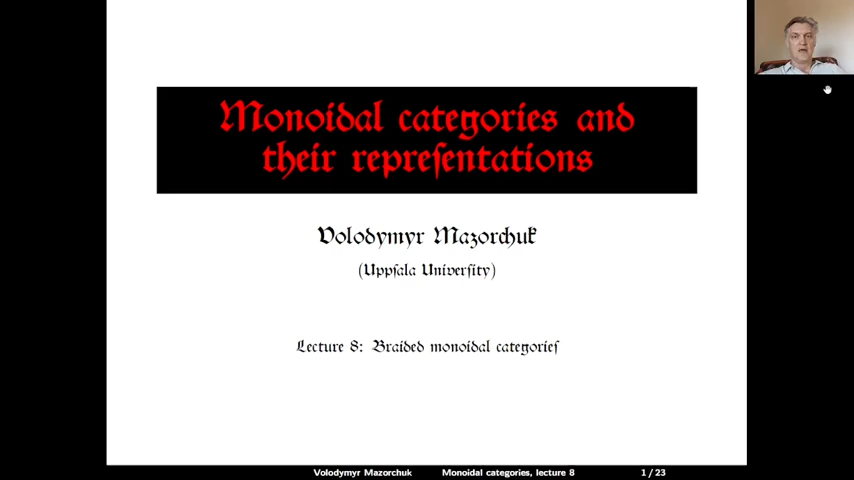 Monoidal categories and
their repreſentations
Volodymyr Mazorchuk
(Uppſala Univerſity)
Lecture 8: Braided monoidal categorieſ
Volodymyr Mazorchuk Monoidal categories, lecture 8 1 / 23